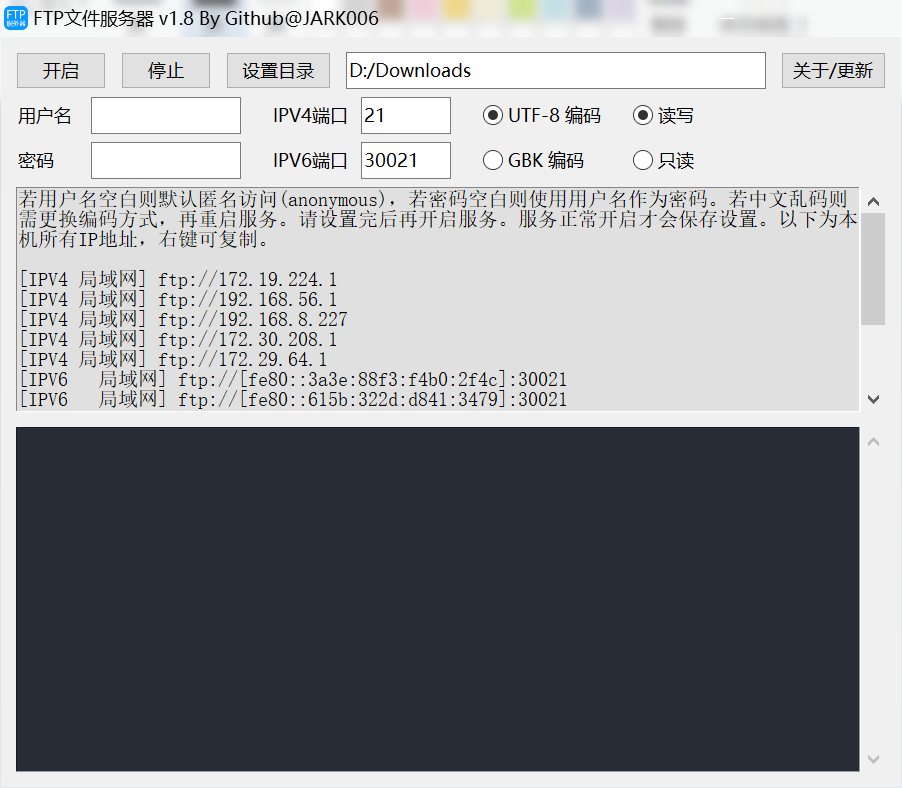 FTP
服务器
FTP文件服务器 v1.8 By Github@JARK006
开启 停止 设置目录 D:/Downloads 关于/更新
用户名 IPV4端口 21 UTF-8 编码 读写
密码 IPV6端口 30021 GBK 编码 只读
若用户名空白则默认匿名访问(anonymous)，若密码空白则使用用户名作为密码。若中文乱码则
需更换编码方式，再重启服务。请设置完后再开启服务。服务正常开启才会保存设置。以下为本
机所有IP地址，右键可复制。
[IPV4 局域网] ftp://172.19.224.1
[IPV4 局域网] ftp://192.168.56.1
[IPV4 局域网] ftp://192.168.8.227
[IPV4 局域网] ftp://172.30.208.1
[IPV4 局域网] ftp://172.29.64.1
[IPV6 局域网] ftp://[fe80::3a3e:88f3:f4b0:2f4c]:30021
[IPV6 局域网] ftp://[fe80::615b:322d:d841:3479]:30021